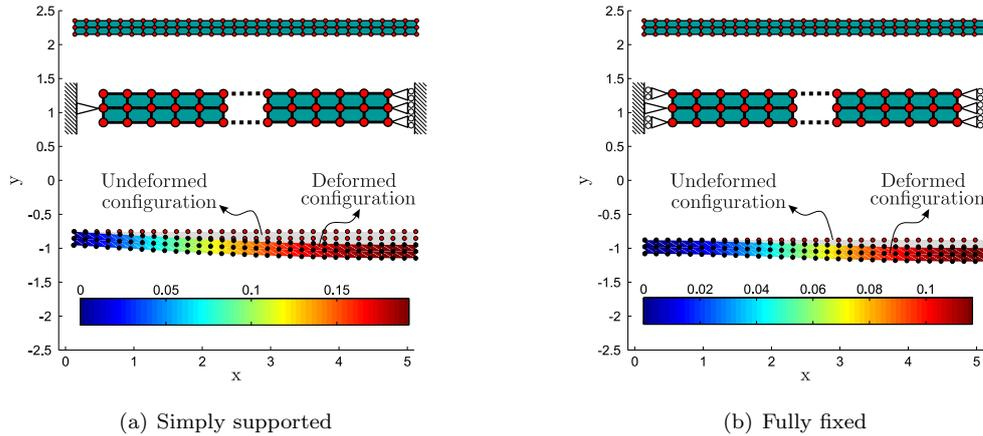 2.5
2
1.5
1
0.5
0
-0.5
-1
-1.5
-2
-2.5
y
Undeformed
configuration
Deformed
configuration
0 0.05 0.1 0.15
0 1 2 3 4 5
x
(a) Simply supported
2.5
2
1.5
1
0.5
0
-0.5
-1
-1.5
-2
-2.5
y
Undeformed
configuration
Deformed
configuration
0 0.02 0.04 0.06 0.08 0.1
0 1 2 3 4 5
x
(b) Fully fixed